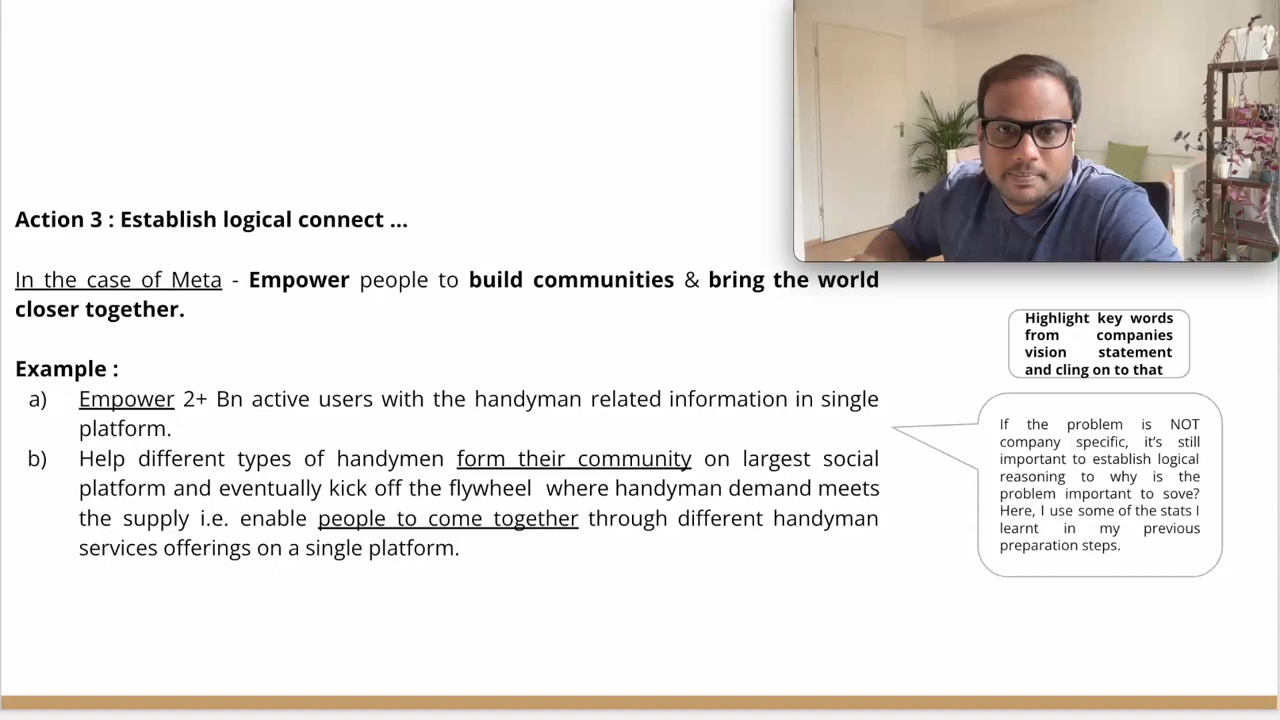 Action 3 : Establish logical connect ...
In the case of Meta - Empower people to build communities & bring the world
closer together.
Example :
a) Empower 2+ Bn active users with the handyman related information in single
platform.
b) Help different types of handymen form their community on largest social
platform and eventually kick off the flywheel where handyman demand meets
the supply i.e. enable people to come together through different handyman
services offerings on a single platform.
Highlight key words
from companies
vision statement
and cling on to that
If the problem is NOT
company specific, it's still
important to establish logical
reasoning to why is the
problem important to sove?
Here, I use some of the stats I
learnt in my previous
preparation steps.